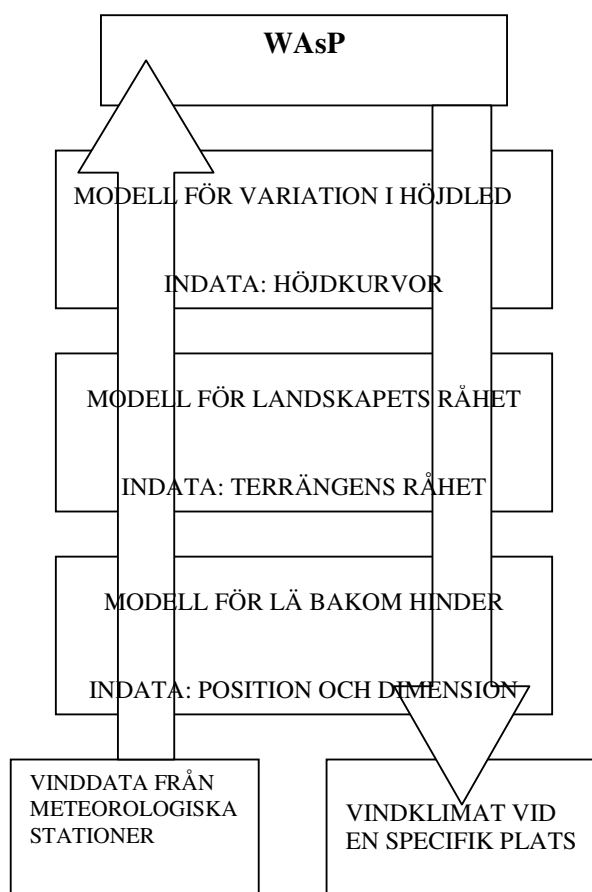 WAsP
MODELL FÖR VARIATION I HÖJDLED
INDATA: HÖJDKURVOR
MODELL FÖR LANDSKAPETS RÅHET
INDATA: TERRÄNGENS RÅHET
MODELL FÖR LÄ BAKOM HINDER
INDATA: POSITION OCH DIMENSION
VINDDATA FRÅN
METEOROLOGISKA
STATIONER
VINDKLIMAT VID
EN SPECIFIK PLATS